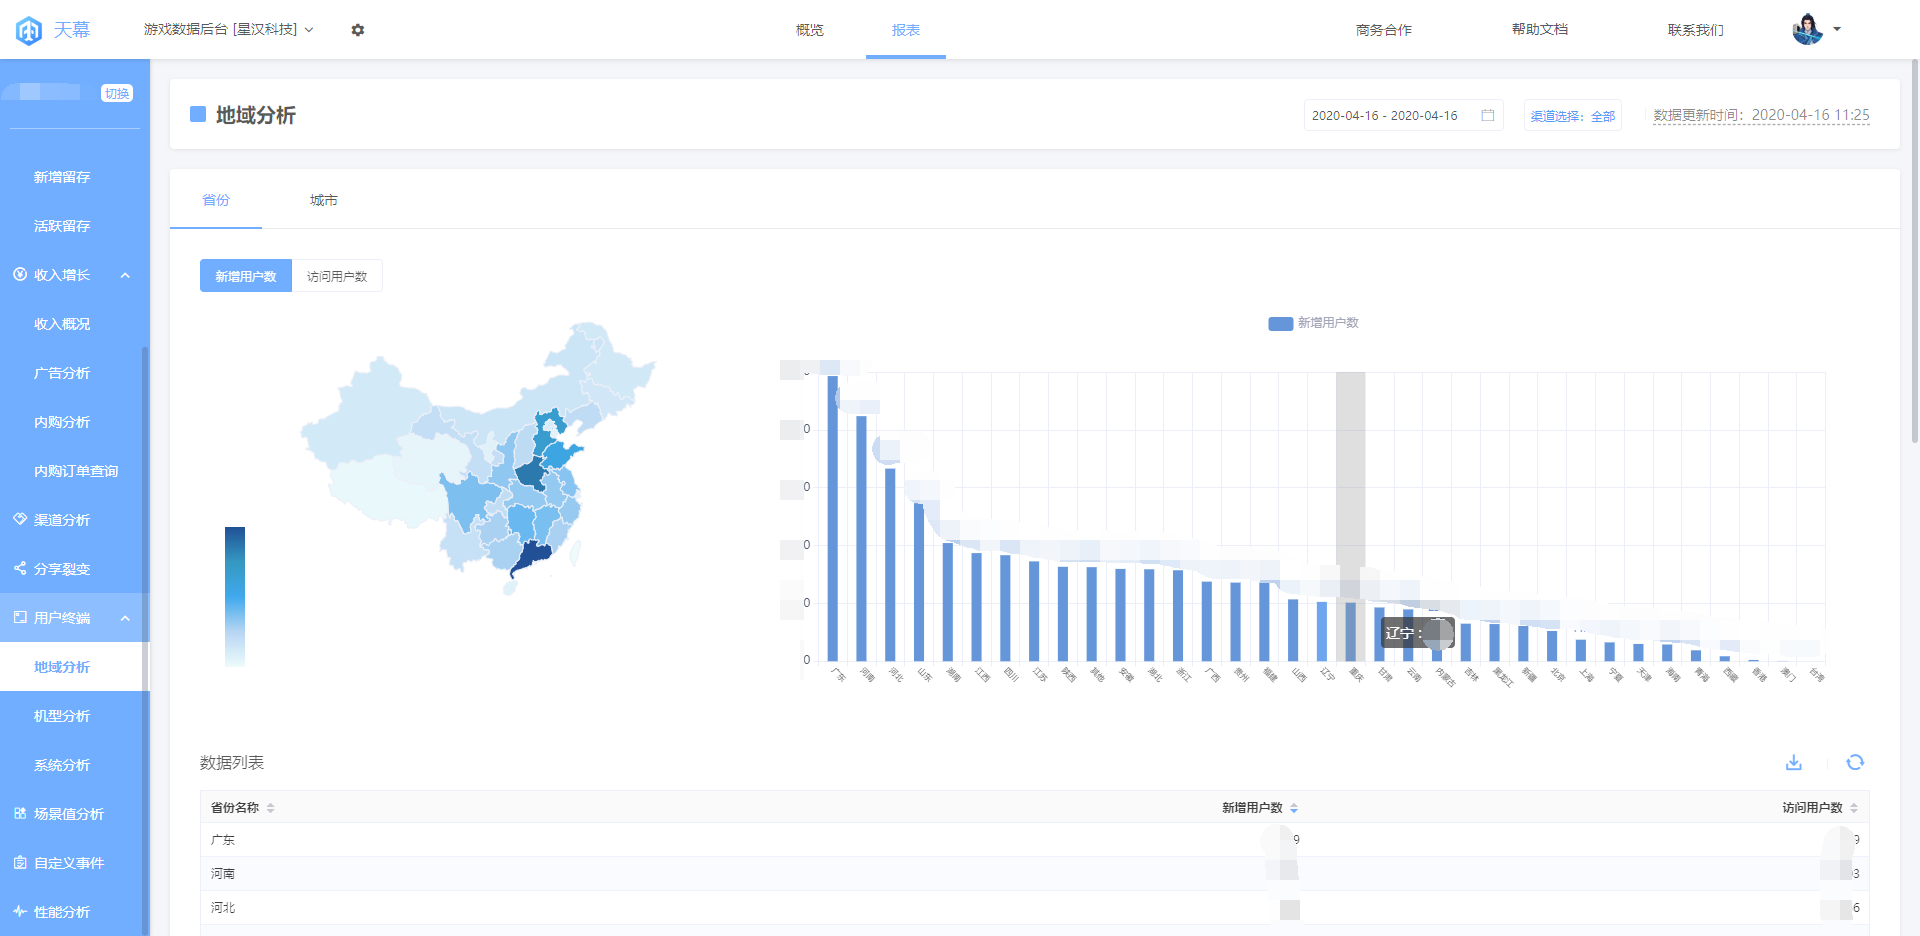 天幕
游戏数据后台 [星汉科技]
概览
报表
商务合作
帮助文档
联系我们
切换
新增留存
活跃留存
收入增长
收入概况
广告分析
内购分析
内购订单查询
渠道分析
分享裂变
用户终端
地域分析
机型分析
系统分析
场景值分析
自定义事件
性能分析
地域分析
2020-04-16 - 2020-04-16
渠道选择：全部
数据更新时间：2020-04-16 11:25
省份
城市
新增用户数
访问用户数
新增用户数
0
0
0
0
0
广东
河南
河北
山东
湖南
江西
四川
江苏
陕西
其他
安徽
湖北
浙江
广西
贵州
福建
山西
辽宁
重庆
甘肃
云南
内蒙古
吉林
黑龙江
新疆
北京
上海
宁夏
天津
海南
青海
西藏
香港
澳门
台湾
辽宁 :
数据列表
省份名称
新增用户数
访问用户数
广东
9
9
河南
3
河北
6